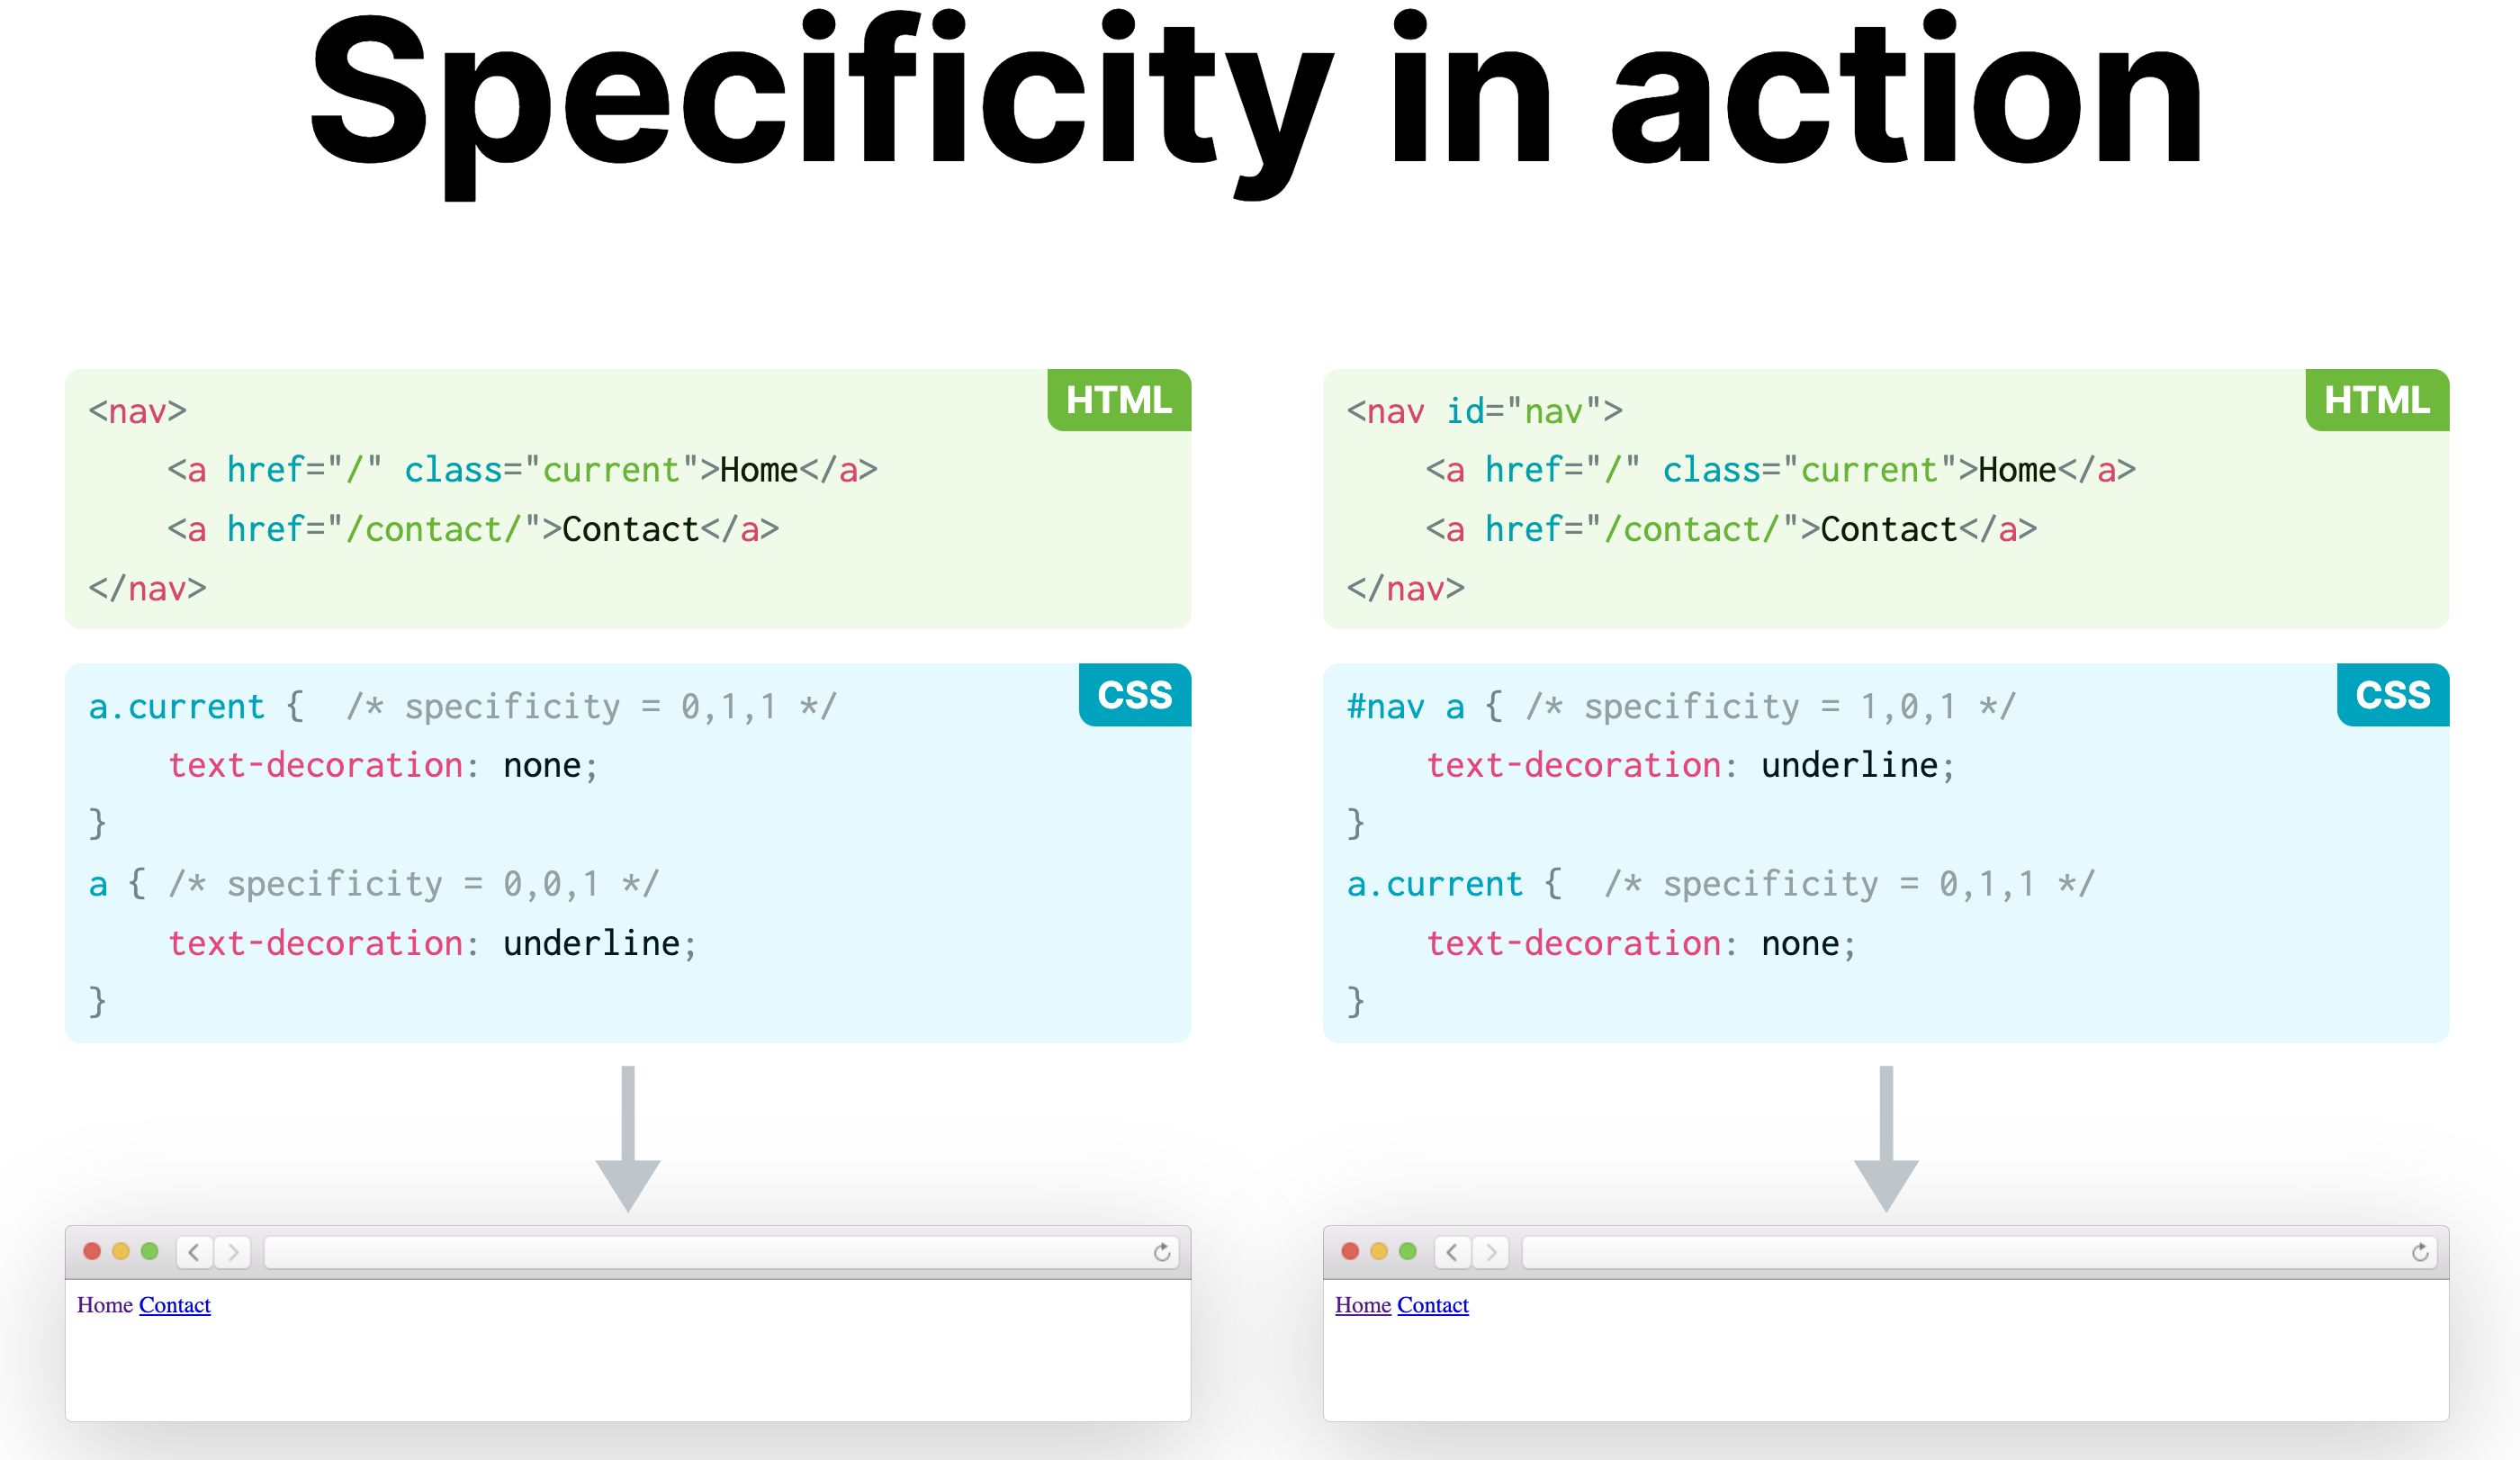 Specificity in action
HTML
<nav>
    <a href="/" class="current">Home</a>
    <a href="/contact/">Contact</a>
</nav>
CSS
a.current {  /* specificity = 0,1,1 */
    text-decoration: none;
}
a { /* specificity = 0,0,1 */
    text-decoration: underline;
}
Home Contact
HTML
<nav id="nav">
    <a href="/" class="current">Home</a>
    <a href="/contact/">Contact</a>
</nav>
CSS
#nav a { /* specificity = 1,0,1 */
    text-decoration: underline;
}
a.current {  /* specificity = 0,1,1 */
    text-decoration: none;
}
Home Contact